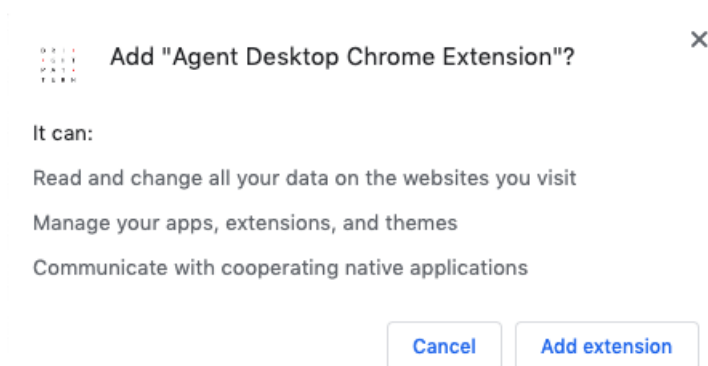 Add "Agent Desktop Chrome Extension"?
It can:
Read and change all your data on the websites you visit
Manage your apps, extensions, and themes
Communicate with cooperating native applications
Cancel
Add extension